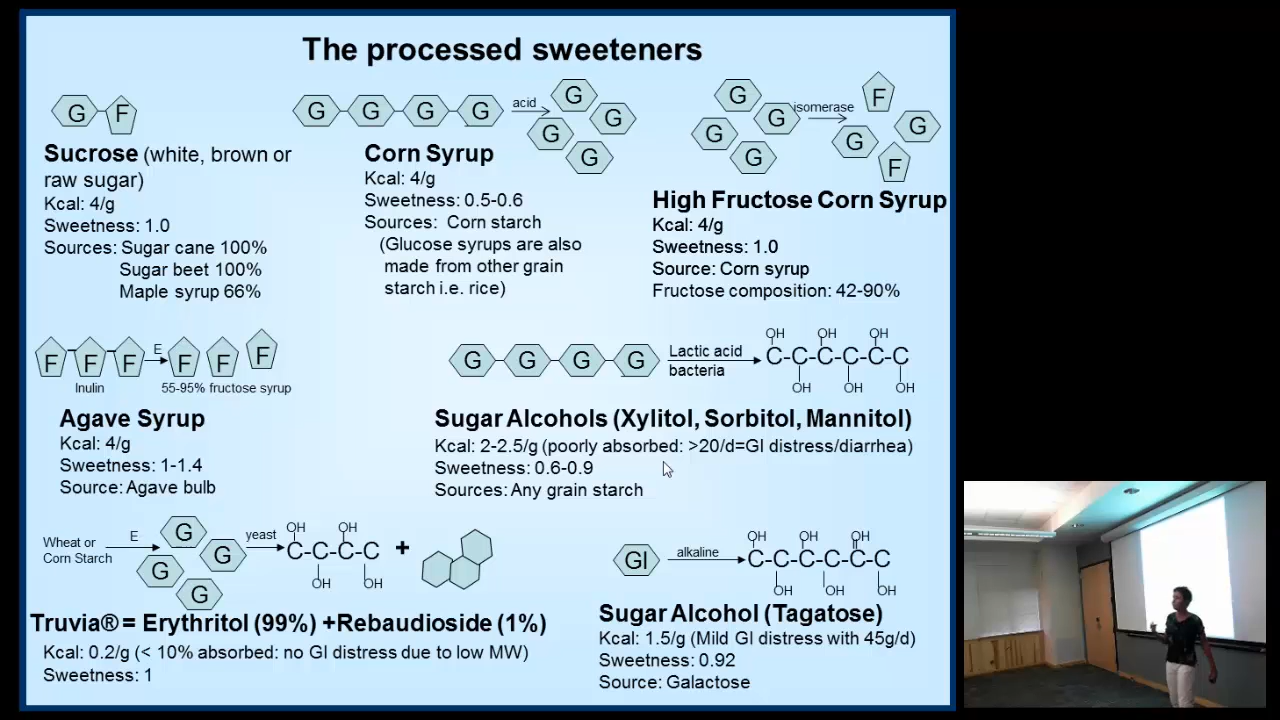 The processed sweeteners
G F
G G G G acid G G G G
G G G G isomerase F G F G
Sucrose (white, brown or
raw sugar)
Kcal: 4/g
Sweetness: 1.0
Sources: Sugar cane 100%
Sugar beet 100%
Maple syrup 66%
Corn Syrup
Kcal: 4/g
Sweetness: 0.5-0.6
Sources: Corn starch
(Glucose syrups are also
made from other grain
starch i.e. rice)
High Fructose Corn Syrup
Kcal: 4/g
Sweetness: 1.0
Source: Corn syrup
Fructose composition: 42-90%
F F F E F F F
Inulin 55-95% fructose syrup
Agave Syrup
Kcal: 4/g
Sweetness: 1-1.4
Source: Agave bulb
G G G G Lactic acid
bacteria
OH OH OH
C-C-C-C-C-C
OH OH OH
Sugar Alcohols (Xylitol, Sorbitol, Mannitol)
Kcal: 2-2.5/g (poorly absorbed: >20/d=GI distress/diarrhea)
Sweetness: 0.6-0.9
Sources: Any grain starch
Wheat or
Corn Starch
E G G G G yeast
OH OH
C-C-C-C +
OH OH
Truvia® = Erythritol (99%) +Rebaudioside (1%)
Kcal: 0.2/g (< 10% absorbed: no GI distress due to low MW)
Sweetness: 1
Gl alkaline
OH OH OH
C-C-C-C-C-C
OH OH OH
Sugar Alcohol (Tagatose)
Kcal: 1.5/g (Mild GI distress with 45g/d)
Sweetness: 0.92
Source: Galactose